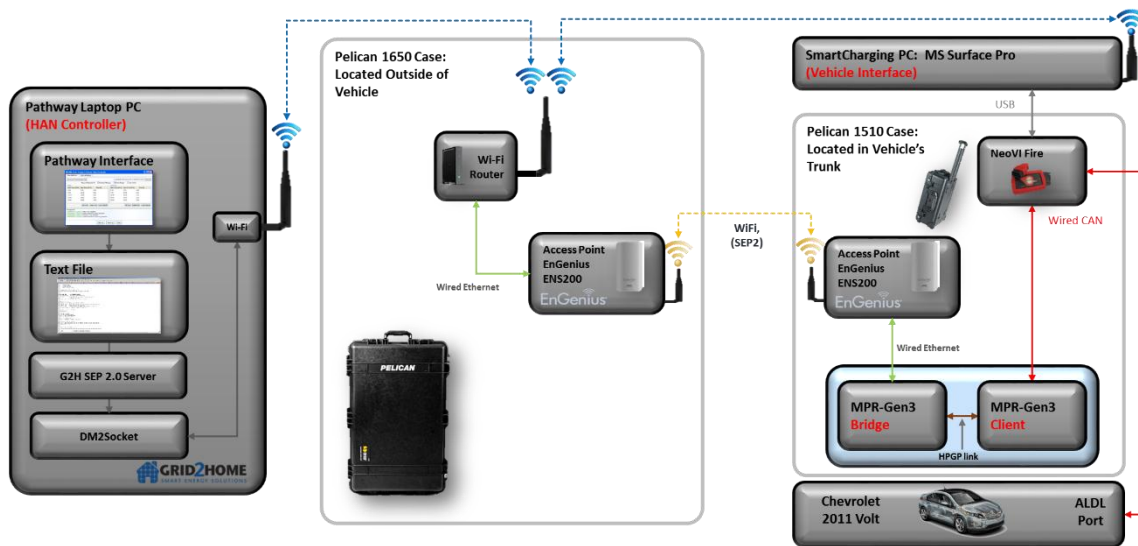 Pathway Laptop PC
(HAN Controller)
Pathway Interface
Text File
G2H SEP 2.0 Server
DM2Socket
GRID2HOME
SMART ENERGY SOLUTIONS
Wi-Fi
Pelican 1650 Case:
Located Outside of
Vehicle
Wi-Fi
Router
Wired Ethernet
Access Point
EnGenius
ENS200
EnGenius
PELICAN
WiFi,
(SEP2)
SmartCharging PC: MS Surface Pro
(Vehicle Interface)
USB
Pelican 1510 Case:
Located in Vehicle's
Trunk
NeoVI Fire
Wired CAN
Access Point
EnGenius
ENS200
EnGenius
Wired Ethernet
MPR-Gen3
Bridge
MPR-Gen3
Client
HPGP link
Chevrolet
2011 Volt
ALDL
Port